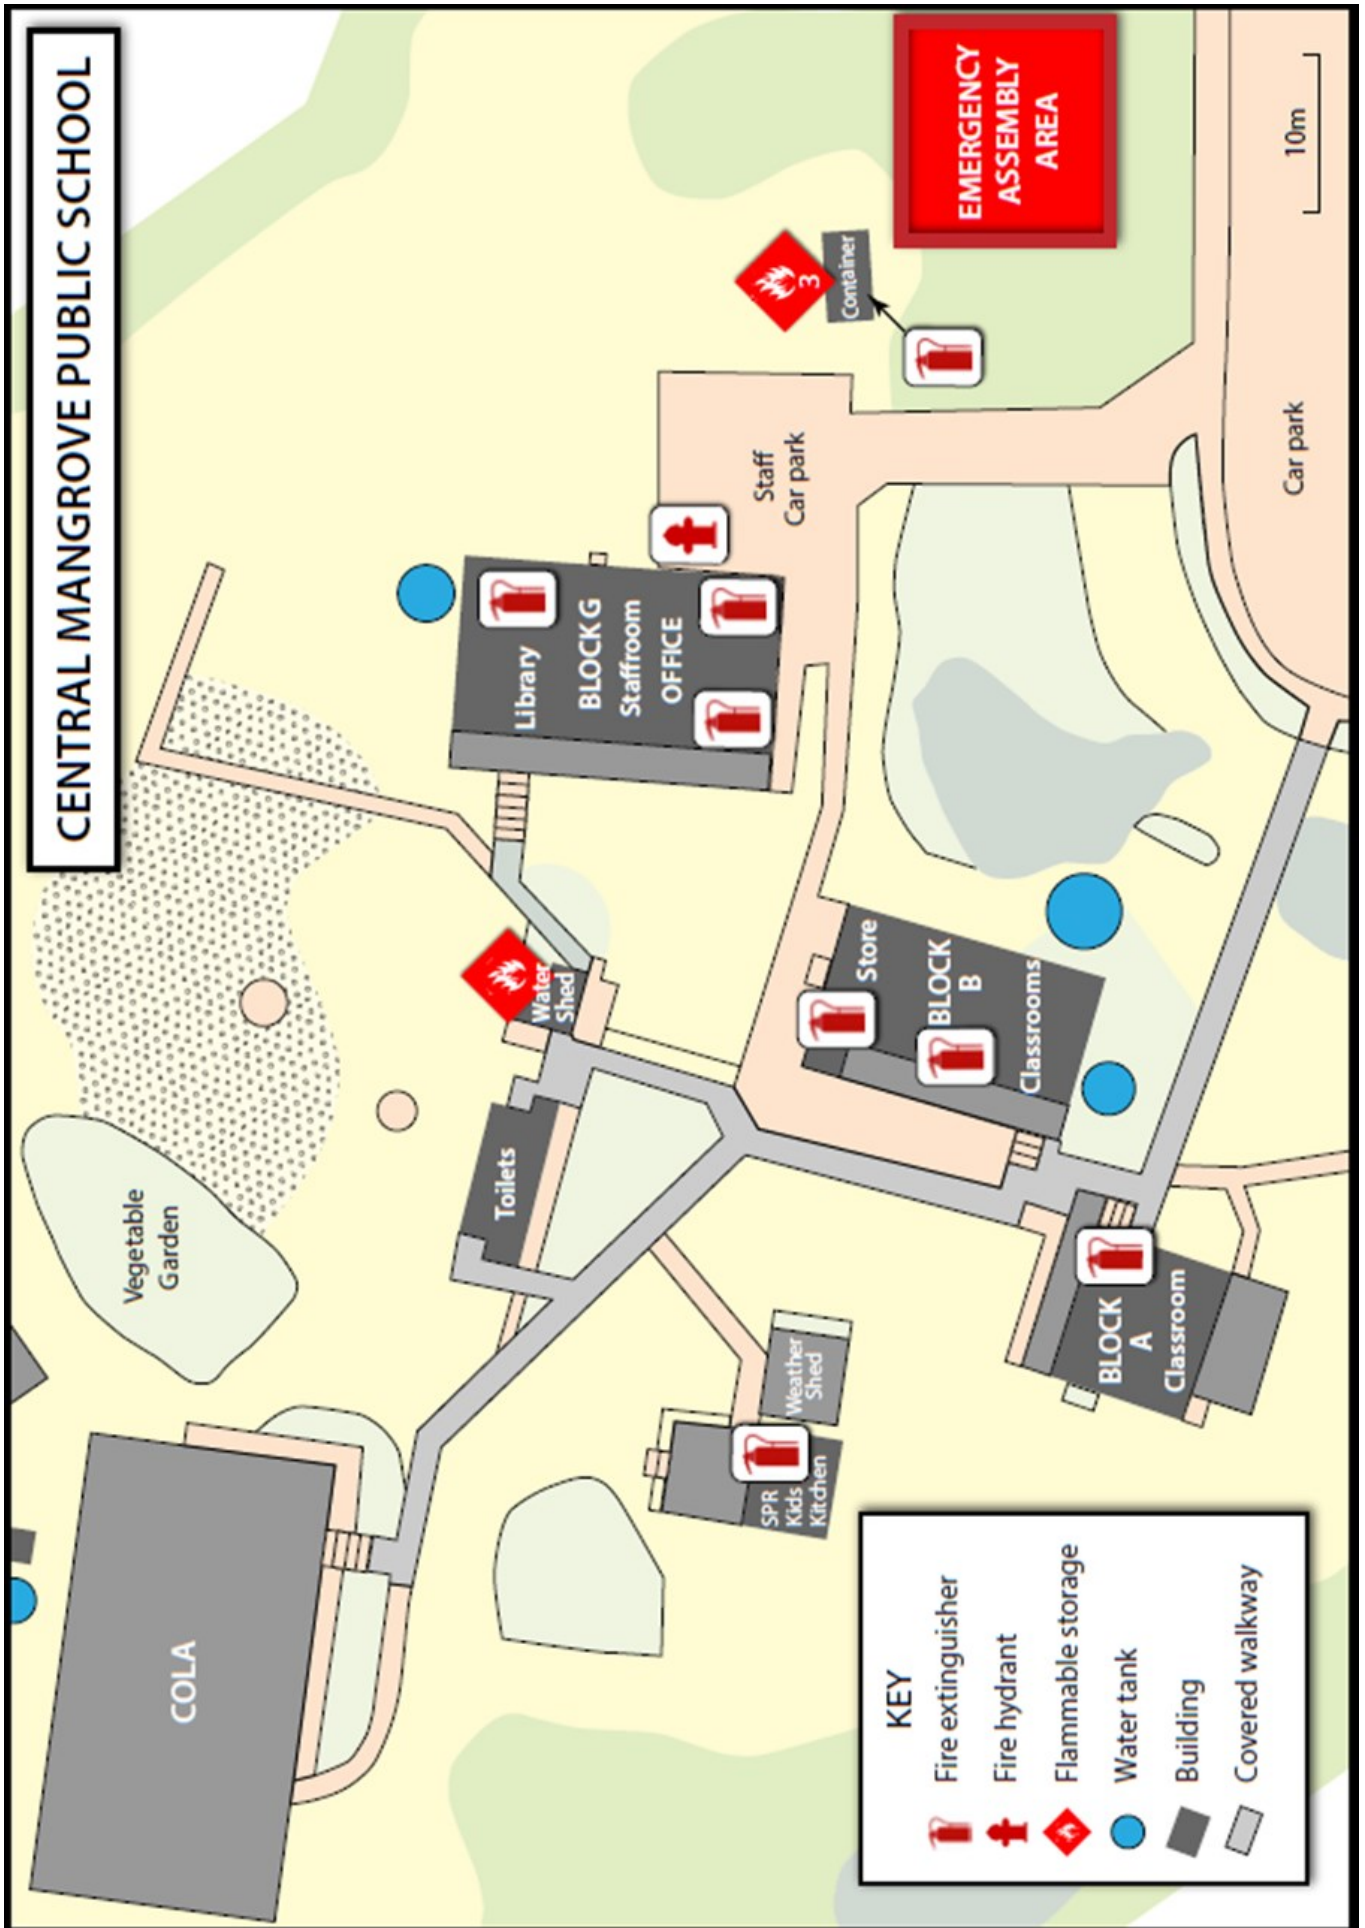 CENTRAL MANGROVE PUBLIC SCHOOL
COLA
Vegetable
Garden
Toilets
Water
Shed
Library
BLOCK G
Staffroom
OFFICE
Staff
Car park
3
Container
EMERGENCY
ASSEMBLY
AREA
SPR
Kids
Kitchen
Weather
Shed
Store
BLOCK
B
Classrooms
BLOCK
A
Classroom
Car park
10m
KEY
Fire extinguisher
Fire hydrant
Flammable storage
Water tank
Building
Covered walkway